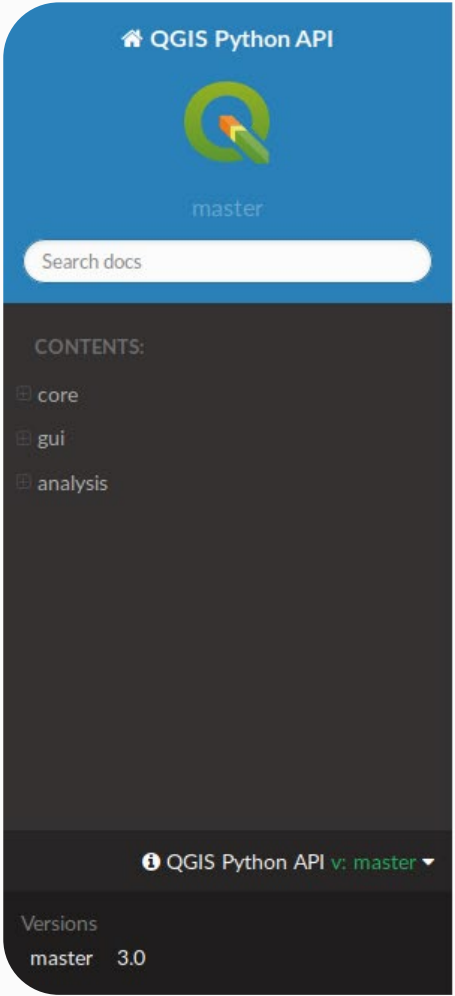 QGIS Python API
master
Search docs
CONTENTS:
core
gui
analysis
QGIS Python API v: master
Versions
master 3.0